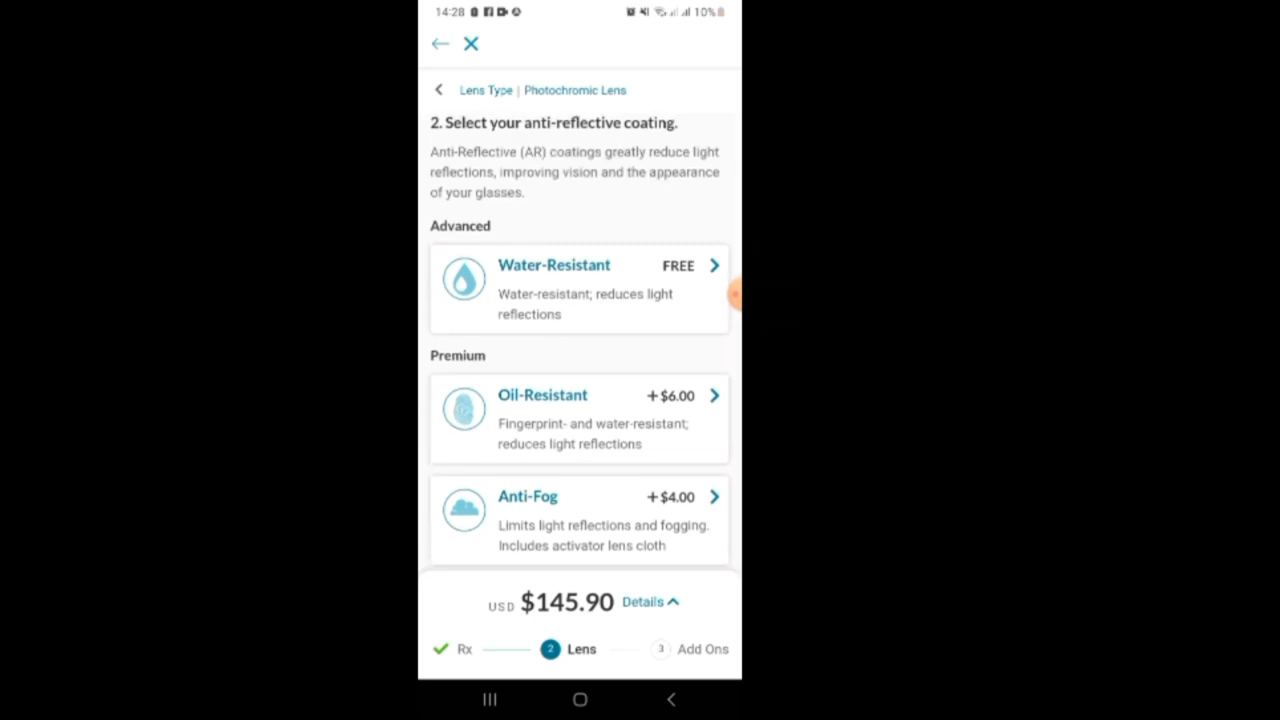 14:28 10%
Lens Type | Photochromic Lens
2. Select your anti-reflective coating.
Anti-Reflective (AR) coatings greatly reduce light
reflections, improving vision and the appearance
of your glasses.
Advanced
Water-Resistant FREE
Water-resistant; reduces light
reflections
Premium
Oil-Resistant +$6.00
Fingerprint- and water-resistant;
reduces light reflections
Anti-Fog +$4.00
Limits light reflections and fogging.
Includes activator lens cloth
USD $145.90 Details
Rx 2 Lens 3 Add Ons